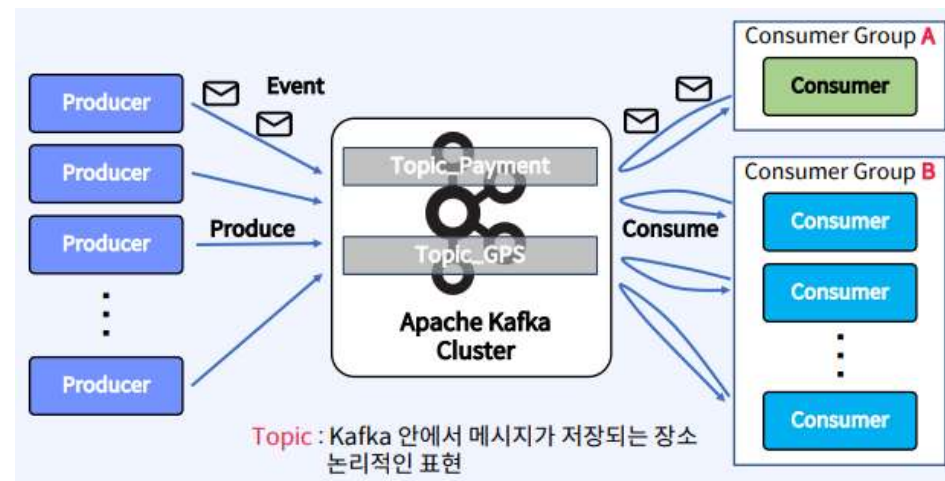 Consumer Group A
Consumer
Producer
Event
Topic_Payment
Producer
Consumer Group B
Consumer
Producer
Produce
Topic_GPS
Consume
Consumer
Apache Kafka
Cluster
Producer
Consumer
Topic : Kafka 안에서 메시지가 저장되는 장소
논리적인 표현